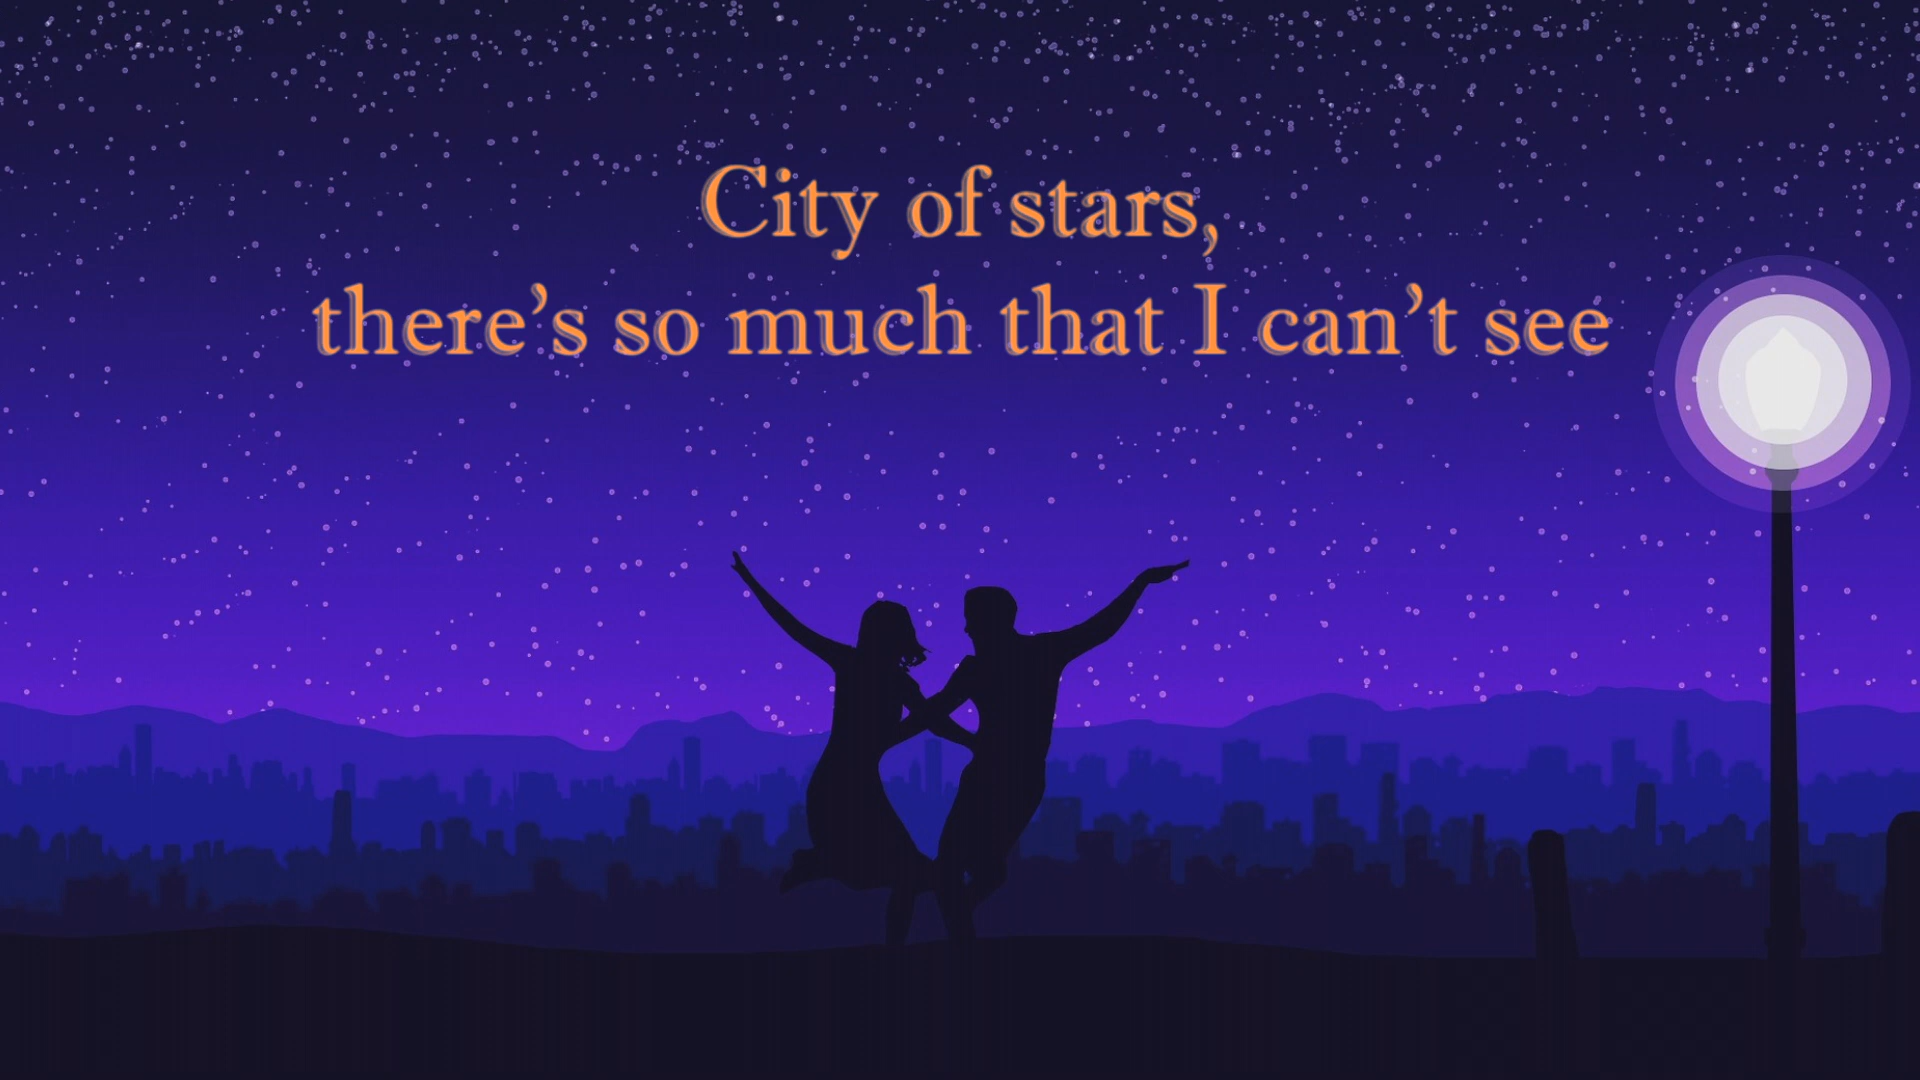 City of stars,
there’s so much that I can’t see